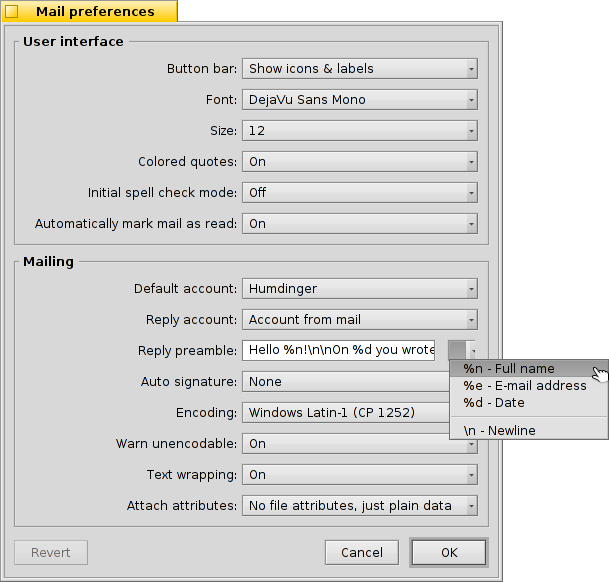 Mail preferences
User interface
Button bar: Show icons & labels
Font: DejaVu Sans Mono
Size: 12
Colored quotes: On
Initial spell check mode: Off
Automatically mark mail as read: On
Mailing
Default account: Humdinger
Reply account: Account from mail
Reply preamble: Hello %n!\n\nOn %d you wrote
%n - Full name
Auto signature: None
%e - E-mail address
%d - Date
Encoding: Windows Latin-1 (CP 1252)
\n - Newline
Warn unencodable: On
Text wrapping: On
Attach attributes: No file attributes, just plain data
Revert Cancel OK